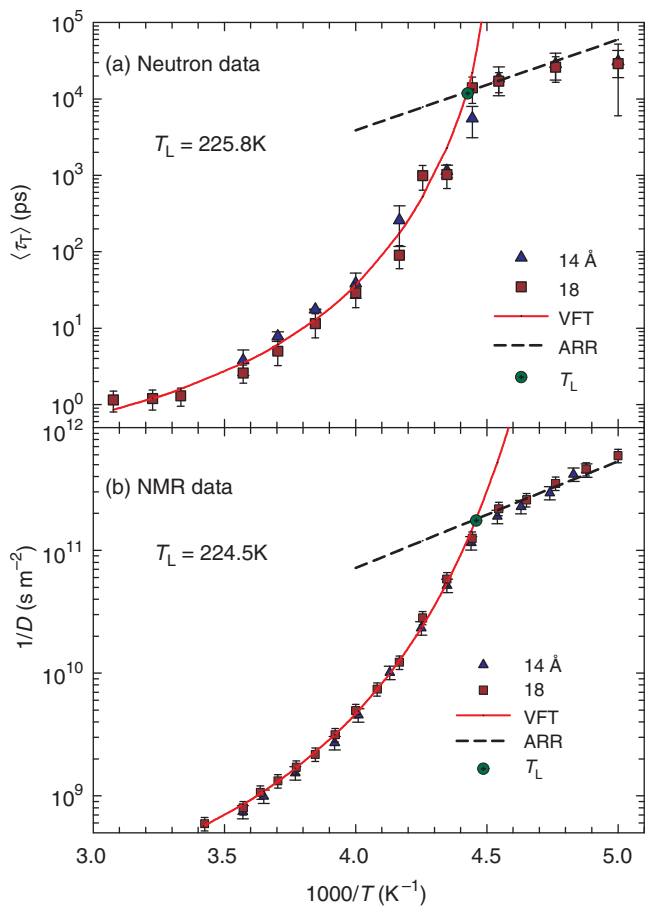 (a) Neutron data
T_L = 225.8K
10^5
10^4
10^3
10^2
10^1
10^0
⟨τ_T⟩ (ps)
14 Å
18
VFT
ARR
T_L
(b) NMR data
T_L = 224.5K
10^12
10^11
10^10
10^9
1/D (s m^−2)
14 Å
18
VFT
ARR
T_L
3.0 3.5 4.0 4.5 5.0
1000/T (K^−1)